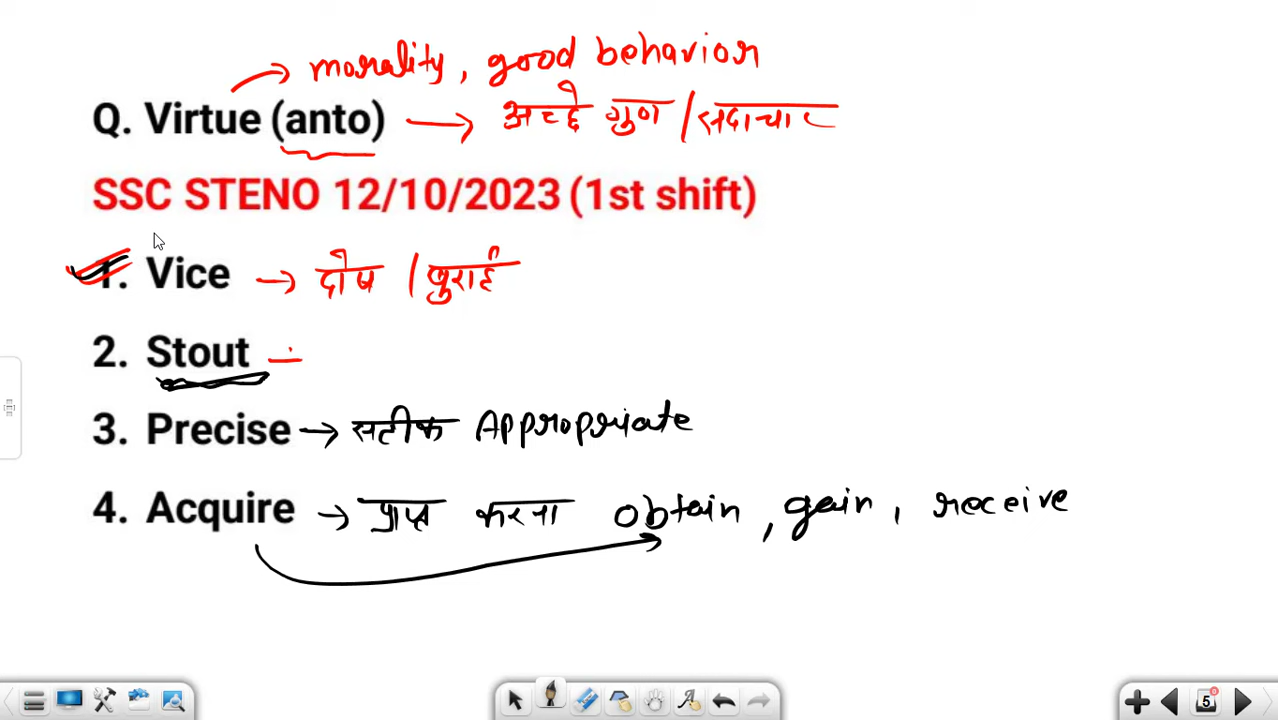 morality, good behavior
Q. Virtue (anto) → अच्छे गुण / सदाचार
SSC STENO 12/10/2023 (1st shift)
1. Vice → दोष / बुराई
2. Stout
3. Precise → सटीक Appropriate
4. Acquire → प्राप्त करना obtain, gain, receive
5